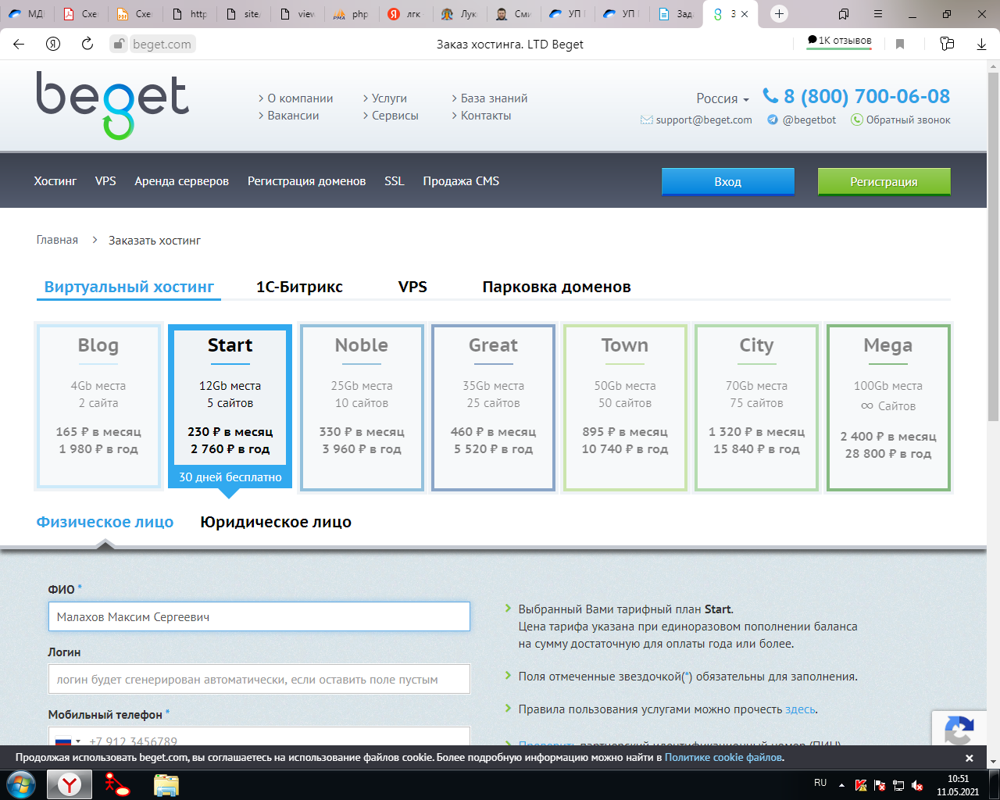 МДК
Схе
Схе
http
site
view
php
лгк
Лук
Сми
УП
УП
Зад
З
beget.com
Заказ хостинга. LTD Beget
1К отзывов
beget
О компании
Услуги
База знаний
Вакансии
Сервисы
Контакты
Россия
8 (800) 700-06-08
support@beget.com
@begetbot
Обратный звонок
Хостинг VPS Аренда серверов Регистрация доменов SSL Продажа CMS
Вход
Регистрация
Главная > Заказать хостинг
Виртуальный хостинг
1С-Битрикс
VPS
Парковка доменов
Blog
4Gb места
2 сайта
165 ₽ в месяц
1 980 ₽ в год
Start
12Gb места
5 сайтов
230 ₽ в месяц
2 760 ₽ в год
30 дней бесплатно
Noble
25Gb места
10 сайтов
330 ₽ в месяц
3 960 ₽ в год
Great
35Gb места
25 сайтов
460 ₽ в месяц
5 520 ₽ в год
Town
50Gb места
50 сайтов
895 ₽ в месяц
10 740 ₽ в год
City
70Gb места
75 сайтов
1 320 ₽ в месяц
15 840 ₽ в год
Mega
100Gb места
∞ Сайтов
2 400 ₽ в месяц
28 800 ₽ в год
Физическое лицо
Юридическое лицо
ФИО *
Малахов Максим Сергеевич
Логин
логин будет сгенерирован автоматически, если оставить поле пустым
Мобильный телефон *
+7 912 3456789
Выбранный Вами тарифный план Start.
Цена тарифа указана при единоразовом пополнении баланса
на сумму достаточную для оплаты года или более.
Поля отмеченные звездочкой(*) обязательны для заполнения.
Правила пользования услугами можно прочесть здесь.
Проверить партнерский идентификационный номер (ПИН)
Продолжая использовать beget.com, вы соглашаетесь на использование файлов cookie. Более подробную информацию можно найти в Политике cookie файлов.
RU
10:51
11.05.2021